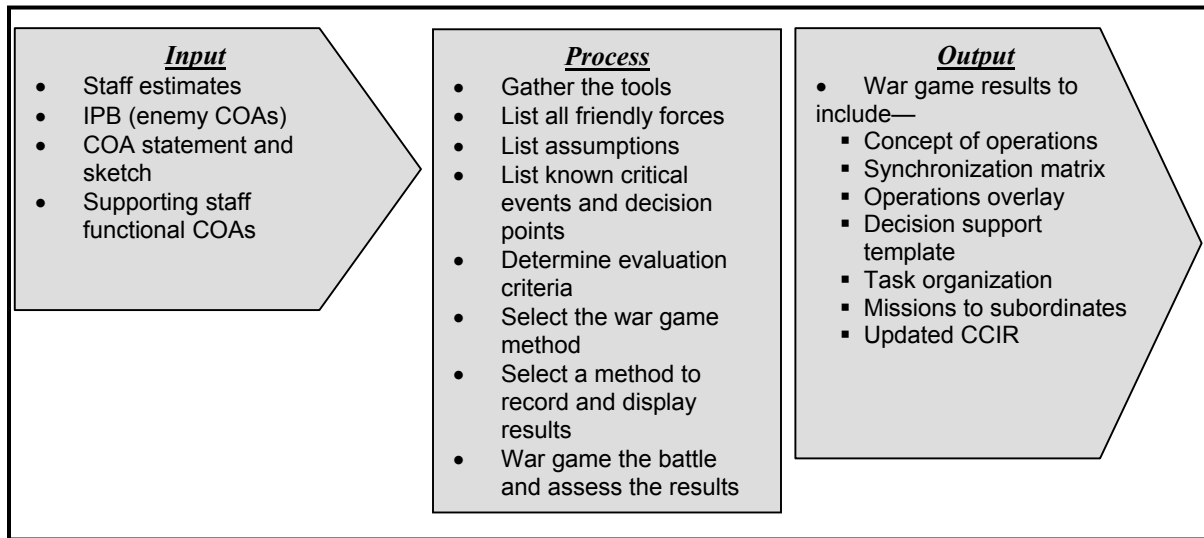 Input
• Staff estimates
• IPB (enemy COAs)
• COA statement and
sketch
• Supporting staff
functional COAs
Process
• Gather the tools
• List all friendly forces
• List assumptions
• List known critical
events and decision
points
• Determine evaluation
criteria
• Select the war game
method
• Select a method to
record and display
results
• War game the battle
and assess the results
Output
• War game results to
include—
▪ Concept of operations
▪ Synchronization matrix
▪ Operations overlay
▪ Decision support
template
▪ Task organization
▪ Missions to subordinates
▪ Updated CCIR